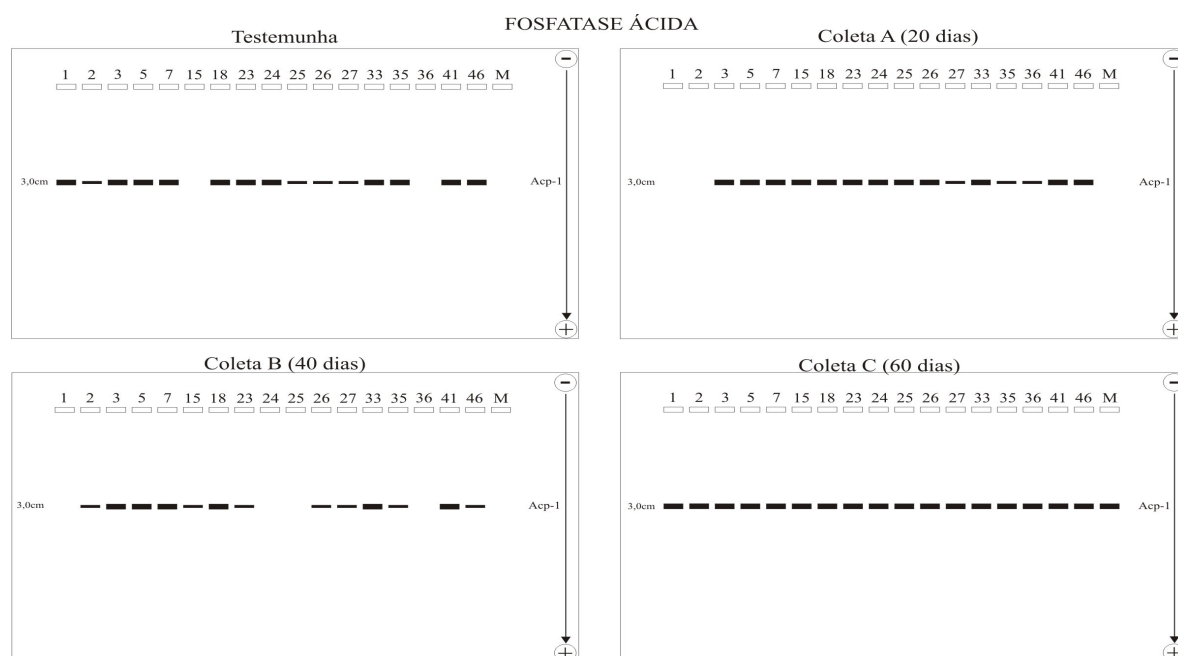 FOSFATASE ÁCIDA
Testemunha
−
1 2 3 5 7 15 18 23 24 25 26 27 33 35 36 41 46 M
3,0cm
Acp-1
+
Coleta A (20 dias)
−
1 2 3 5 7 15 18 23 24 25 26 27 33 35 36 41 46 M
3,0cm
Acp-1
+
Coleta B (40 dias)
−
1 2 3 5 7 15 18 23 24 25 26 27 33 35 36 41 46 M
3,0cm
Acp-1
+
Coleta C (60 dias)
−
1 2 3 5 7 15 18 23 24 25 26 27 33 35 36 41 46 M
3,0cm
Acp-1
+